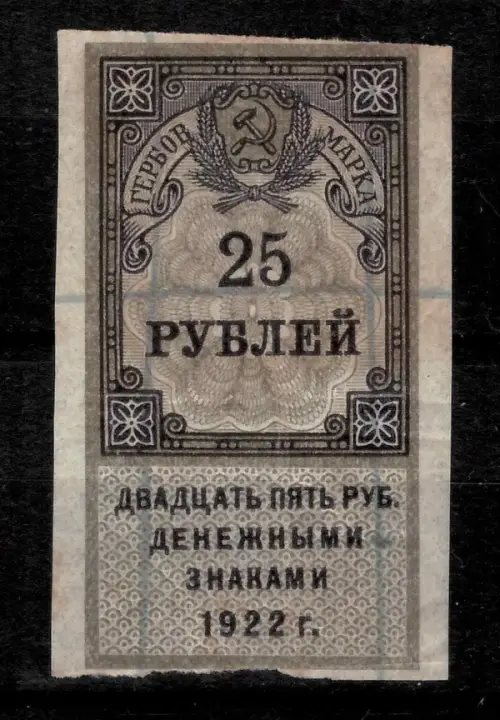 ГЕРБОВ МАРКА
25
РУБЛЕЙ
ДВАДЦАТЬ ПЯТЬ РУБ.
ДЕНЕЖНЫМИ
ЗНАКАМИ
1922 г.